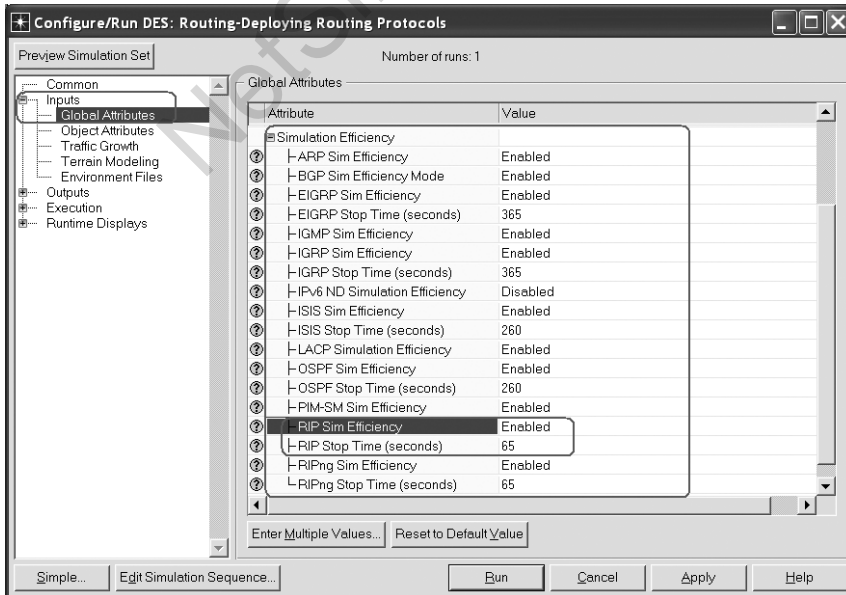 Configure/Run DES: Routing-Deploying Routing Protocols
Preview Simulation Set
Number of runs: 1
Common
Inputs
Global Attributes
Object Attributes
Traffic Growth
Terrain Modeling
Environment Files
Outputs
Execution
Runtime Displays
Global Attributes
Attribute Value
Simulation Efficiency
ARP Sim Efficiency Enabled
BGP Sim Efficiency Mode Enabled
EIGRP Sim Efficiency Enabled
EIGRP Stop Time (seconds) 365
IGMP Sim Efficiency Enabled
IGRP Sim Efficiency Enabled
IGRP Stop Time (seconds) 365
IPv6 ND Simulation Efficiency Disabled
ISIS Sim Efficiency Enabled
ISIS Stop Time (seconds) 260
LACP Simulation Efficiency Enabled
OSPF Sim Efficiency Enabled
OSPF Stop Time (seconds) 260
PIM-SM Sim Efficiency Enabled
RIP Sim Efficiency Enabled
RIP Stop Time (seconds) 65
RIPng Sim Efficiency Enabled
RIPng Stop Time (seconds) 65
Enter Multiple Values... Reset to Default Value
Simple... Edit Simulation Sequence... Run Cancel Apply Help